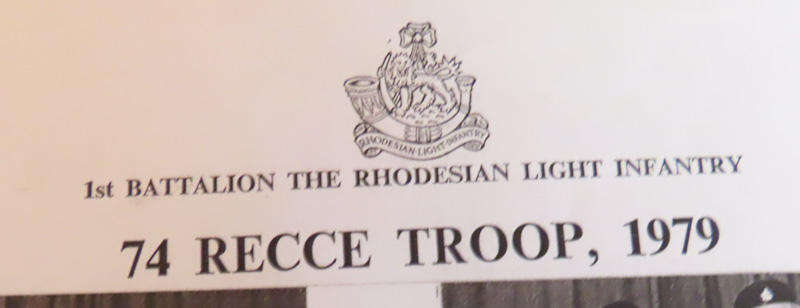 RHODESIAN·LIGHT·INFANTRY
1st BATTALION THE RHODESIAN LIGHT INFANTRY
74 RECCE TROOP, 1979